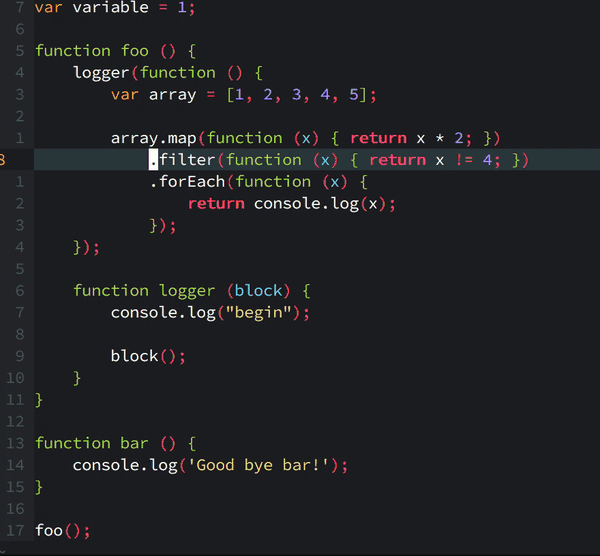 7 var variable = 1;
6
5 function foo () {
4     logger(function () {
3         var array = [1, 2, 3, 4, 5];
2
1         array.map(function (x) { return x * 2; })
8             .filter(function (x) { return x != 4; })
1             .forEach(function (x) {
2                 return console.log(x);
3             });
4     });
5
6     function logger (block) {
7         console.log("begin");
8
9         block();
10     }
11 }
12
13 function bar () {
14     console.log('Good bye bar!');
15 }
16
17 foo();